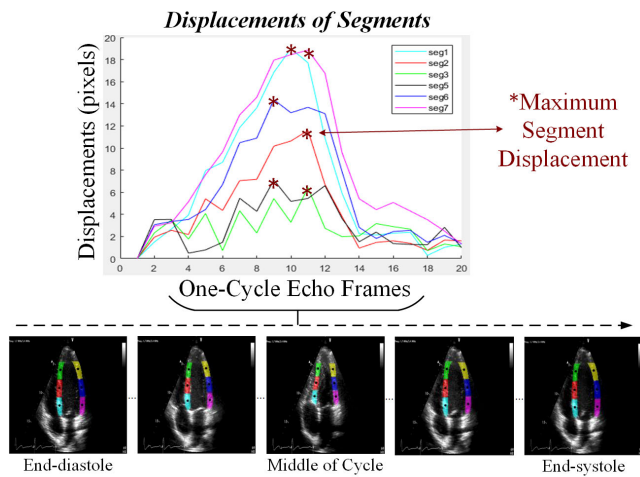 Displacements of Segments
Displacements (pixels)
20
18
16
14
12
10
8
6
4
2
0
0 2 4 6 8 10 12 14 16 18 20
seg1
seg2
seg3
seg5
seg6
seg7
*Maximum
Segment
Displacement
One-Cycle Echo Frames
End-diastole
Middle of Cycle
End-systole